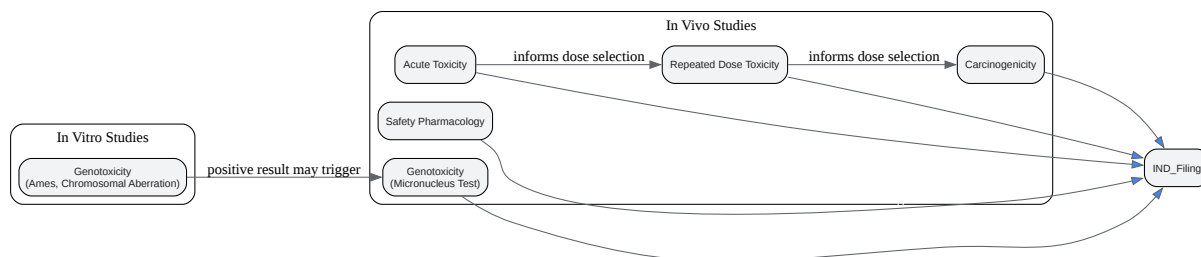 In Vivo Studies
Acute Toxicity
informs dose selection
Repeated Dose Toxicity
informs dose selection
Carcinogenicity
Safety Pharmacology
In Vitro Studies
Genotoxicity
(Ames, Chromosomal Aberration)
positive result may trigger
Genotoxicity
(Micronucleus Test)
IND_Filing